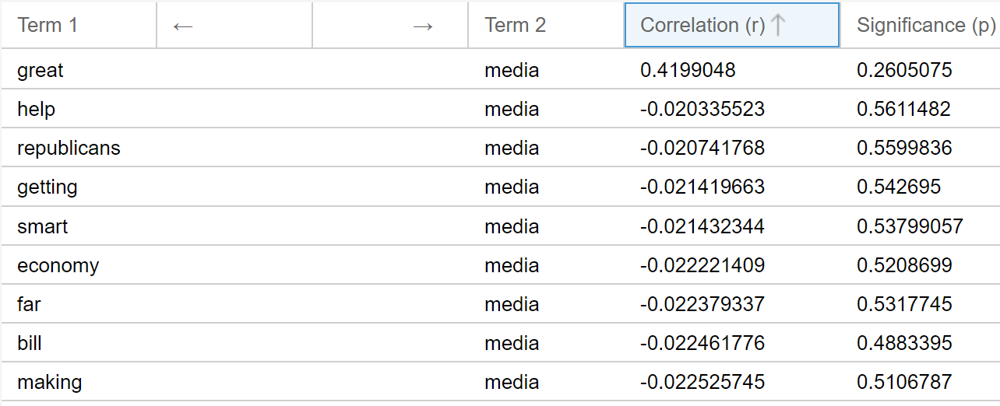 Term 1 ← → Term 2 Correlation (r) ↑ Significance (p)
great media 0.4199048 0.2605075
help media -0.020335523 0.5611482
republicans media -0.020741768 0.5599836
getting media -0.021419663 0.542695
smart media -0.021432344 0.53799057
economy media -0.022221409 0.5208699
far media -0.022379337 0.5317745
bill media -0.022461776 0.4883395
making media -0.022525745 0.5106787